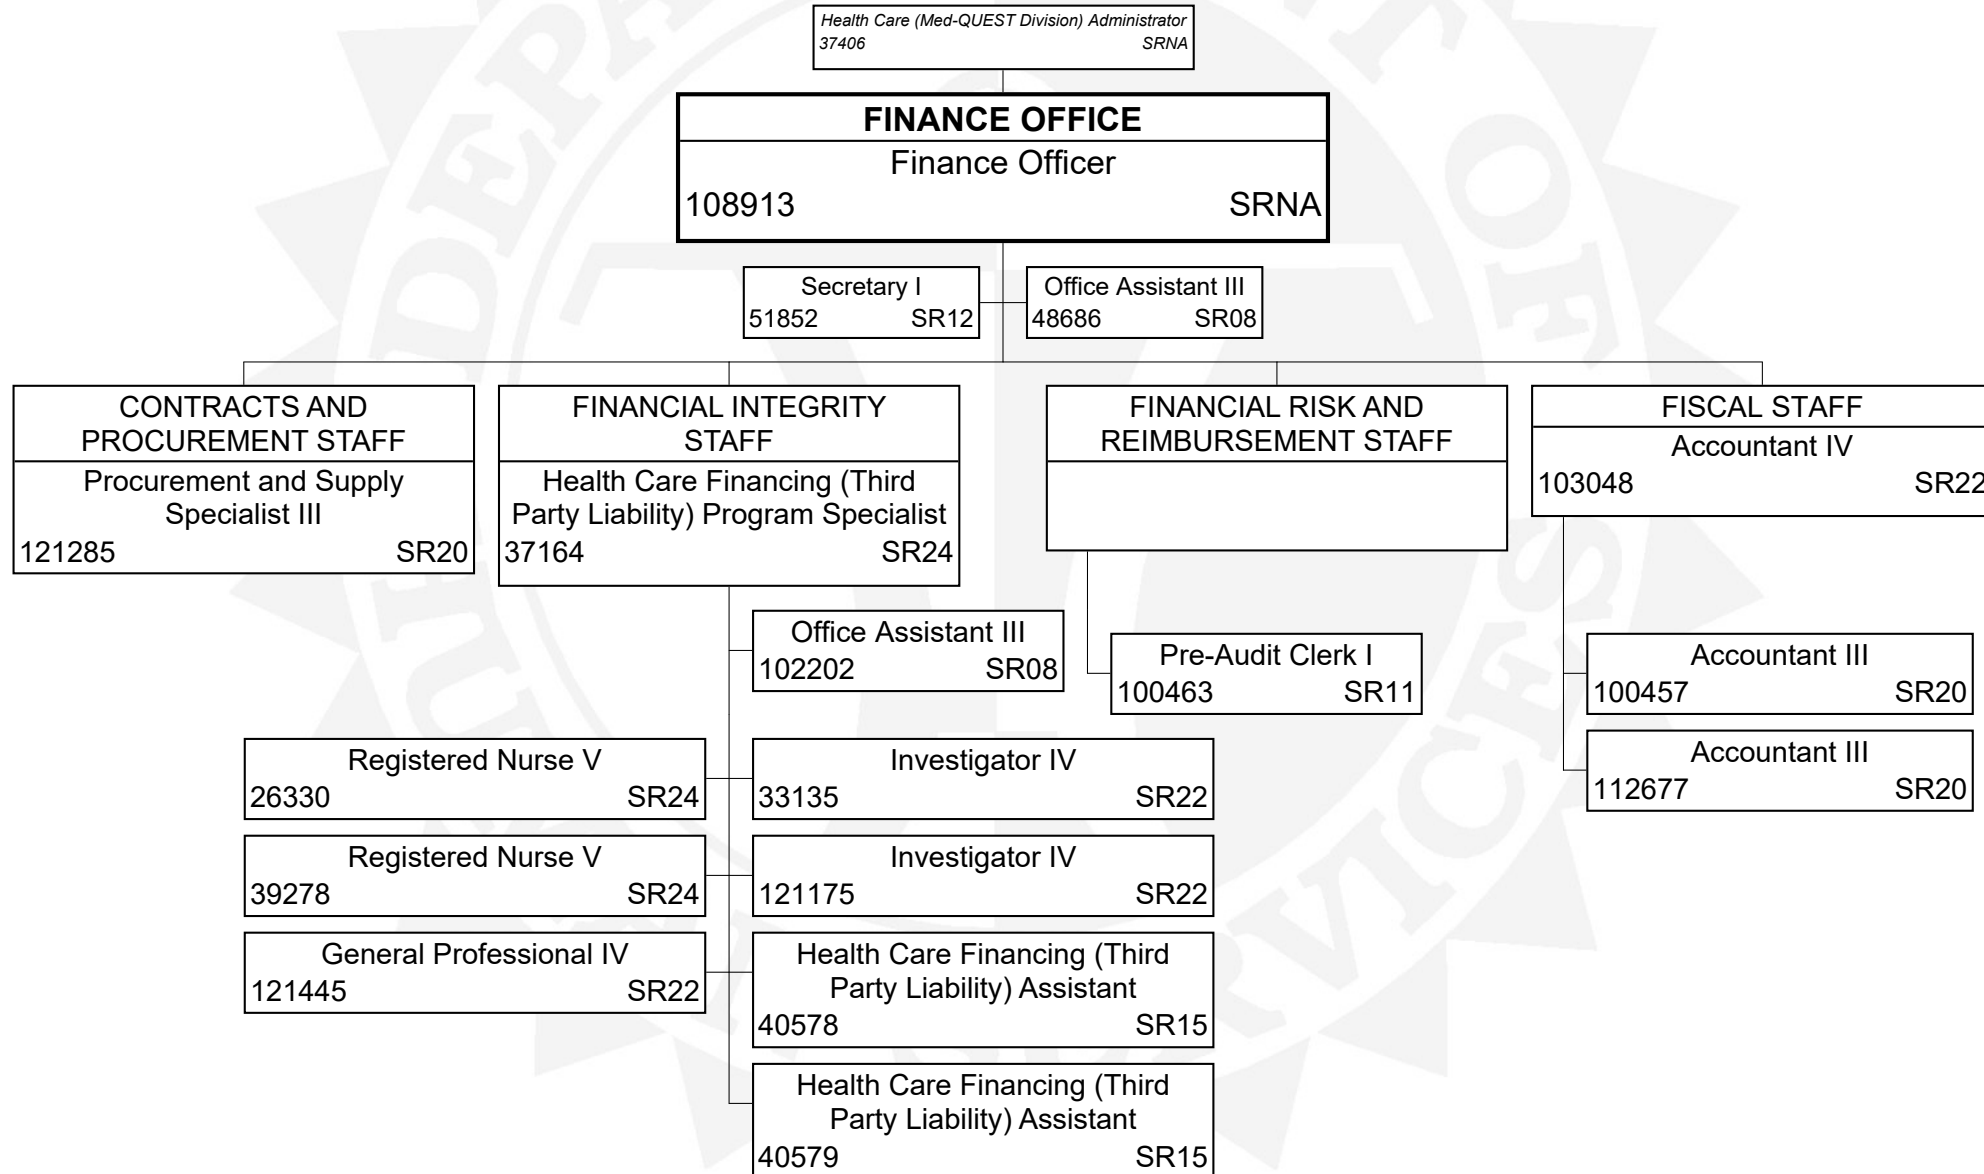 Health Care (Med-QUEST Division) Administrator
37406 SRNA
FINANCE OFFICE
Finance Officer
108913 SRNA
Secretary I
51852 SR12
Office Assistant III
48686 SR08
CONTRACTS AND
PROCUREMENT STAFF
Procurement and Supply
Specialist III
121285 SR20
FINANCIAL INTEGRITY
STAFF
Health Care Financing (Third
Party Liability) Program Specialist
37164 SR24
Office Assistant III
102202 SR08
Registered Nurse V
26330 SR24
Investigator IV
33135 SR22
Registered Nurse V
39278 SR24
Investigator IV
121175 SR22
General Professional IV
121445 SR22
Health Care Financing (Third
Party Liability) Assistant
40578 SR15
Health Care Financing (Third
Party Liability) Assistant
40579 SR15
FINANCIAL RISK AND
REIMBURSEMENT STAFF
Pre-Audit Clerk I
100463 SR11
FISCAL STAFF
Accountant IV
103048 SR22
Accountant III
100457 SR20
Accountant III
112677 SR20